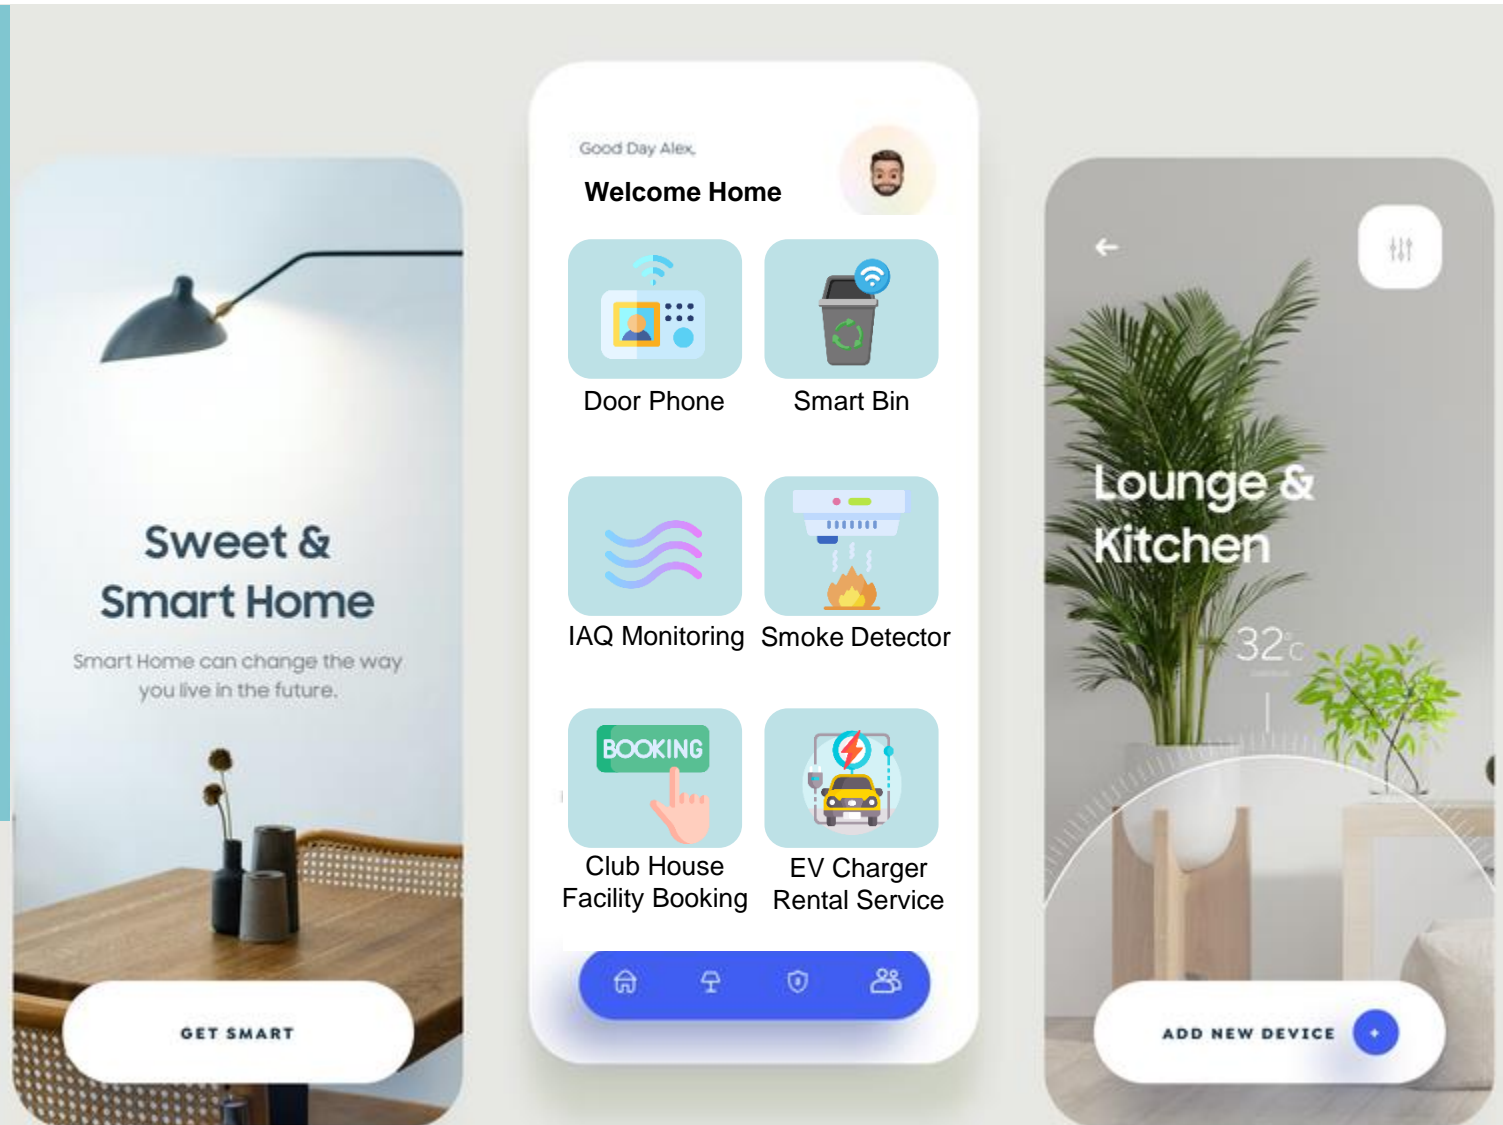 Sweet &
Smart Home
Smart Home can change the way
you live in the future.
GET SMART
Good Day Alex,
Welcome Home
Door Phone
Smart Bin
IAQ Monitoring
Smoke Detector
BOOKING
Club House
Facility Booking
EV Charger
Rental Service
Lounge &
Kitchen
32°C
ADD NEW DEVICE
+